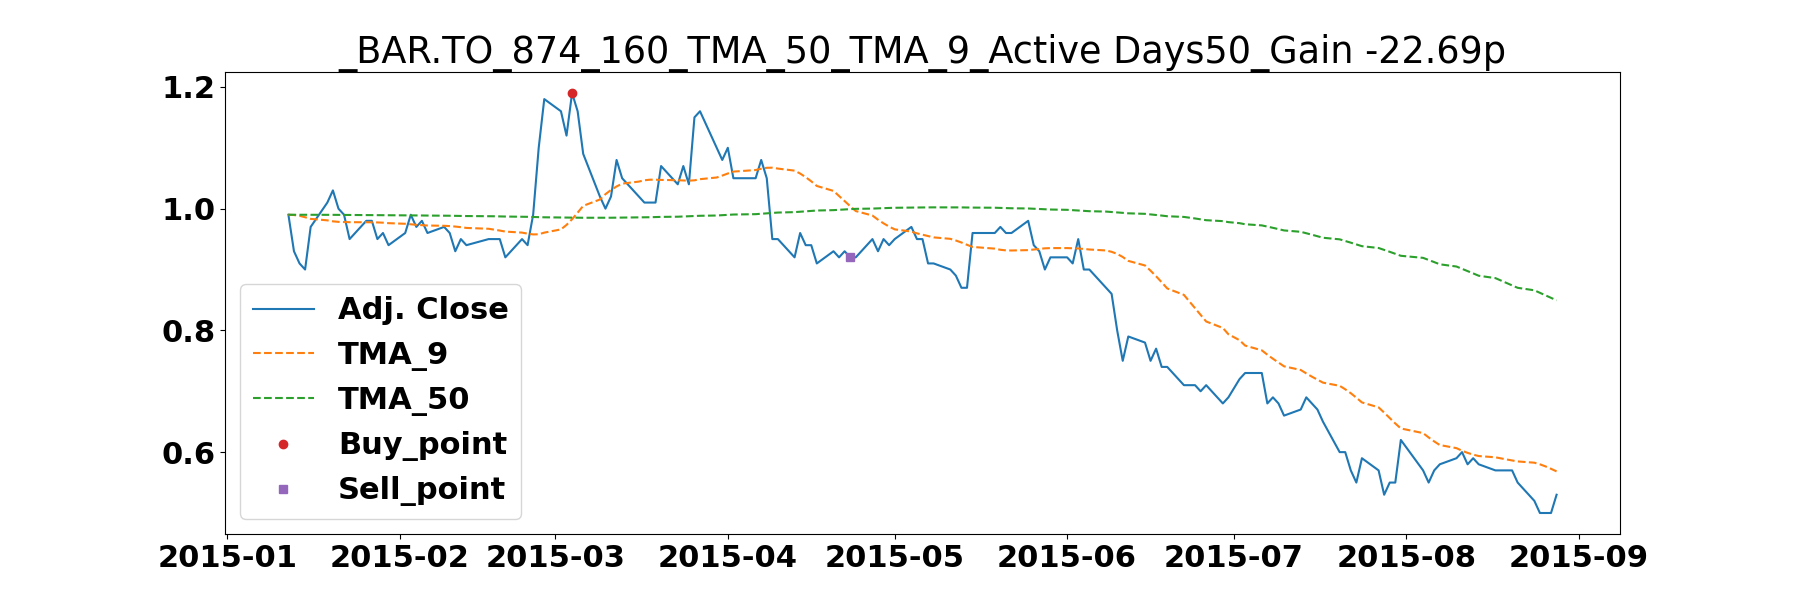 _BAR.TO_874_160_TMA_50_TMA_9_Active Days50_Gain -22.69p
1.2
1.0
0.8
0.6
Adj. Close
TMA_9
TMA_50
Buy_point
Sell_point
2015-01 2015-02 2015-03 2015-04 2015-05 2015-06 2015-07 2015-08 2015-09